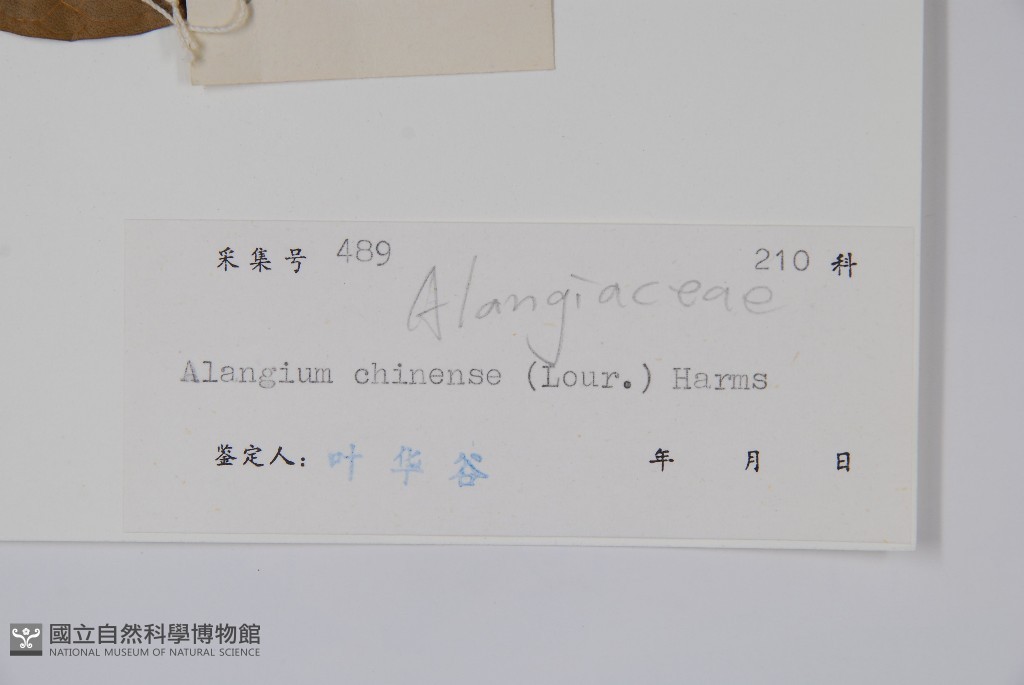 采集号 489 210 科
Alangiaceae
Alangium chinense (Lour.) Harms
鉴定人: 叶华谷 年 月 日
國立自然科學博物館
NATIONAL MUSEUM OF NATURAL SCIENCE